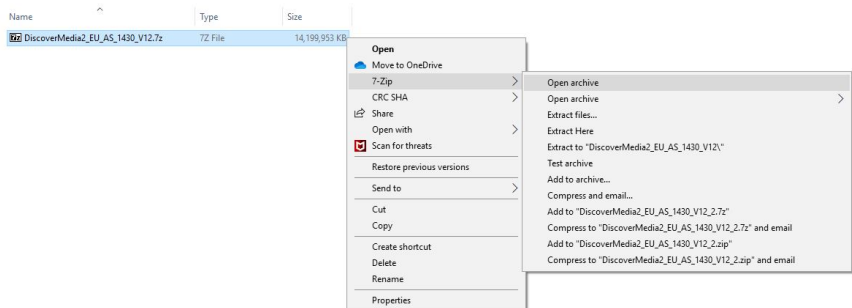 Name Type Size
7z DiscoverMedia2_EU_AS_1430_V12.7z 7Z File 14,199,953 KB
Open
Move to OneDrive
7-Zip
CRC SHA
Share
Open with
Scan for threats
Restore previous versions
Send to
Cut
Copy
Create shortcut
Delete
Rename
Properties
Open archive
Open archive
Extract files...
Extract Here
Extract to "DiscoverMedia2_EU_AS_1430_V12\"
Test archive
Add to archive...
Compress and email...
Add to "DiscoverMedia2_EU_AS_1430_V12_2.7z"
Compress to "DiscoverMedia2_EU_AS_1430_V12_2.7z" and email
Add to "DiscoverMedia2_EU_AS_1430_V12_2.zip"
Compress to "DiscoverMedia2_EU_AS_1430_V12_2.zip" and email